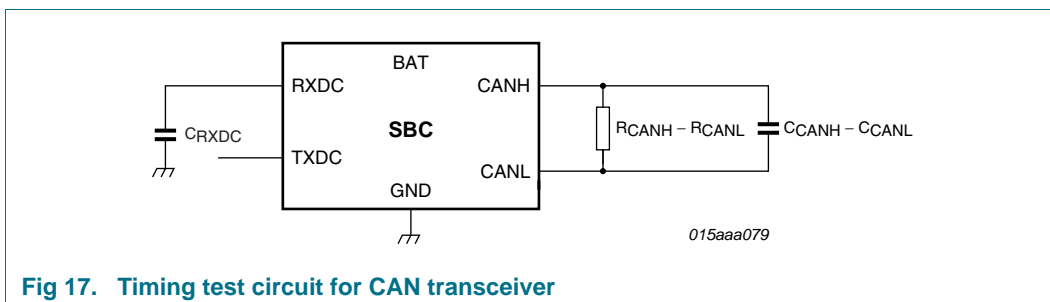 BAT
RXDC
CANH
CRXDC
SBC
RCANH – RCANL
CCANH – CCANL
TXDC
CANL
GND
015aaa079
Fig 17. Timing test circuit for CAN transceiver